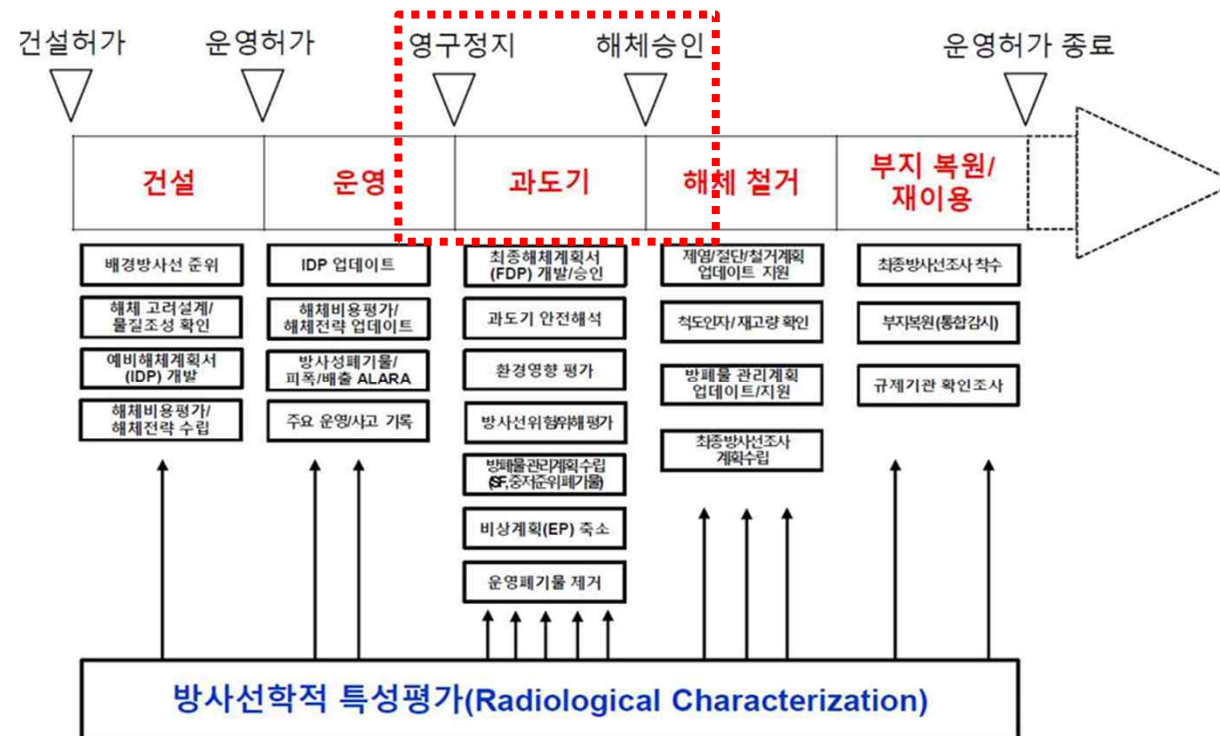 건설허가 운영허가 영구정지 해체승인 운영허가 종료
건설
운영
과도기
해체 철거
부지 복원/
재이용
배경방사선 준위
해체 고려설계/
물질조성 확인
예비해체계획서
(IDP) 개발
해체비용평가/
해체전략 수립
IDP 업데이트
해체비용평가/
해체전략 업데이트
방사성폐기물/
피폭/배출 ALARA
주요 운영/사고 기록
최종해체계획서
(FDP) 개발/승인
과도기 안전해석
환경영향 평가
방사선위험위해평가
방폐물관리계획수립
(SF,중저준위폐기물)
비상계획(EP) 축소
운영폐기물 제거
제염/절단/철거계획
업데이트 지원
척도인자/재고량 확인
방폐물 관리계획
업데이트/지원
최종방사선조사
계획수립
최종방사선조사 착수
부지복원(통합감시)
규제기관 확인조사
방사선학적 특성평가(Radiological Characterization)